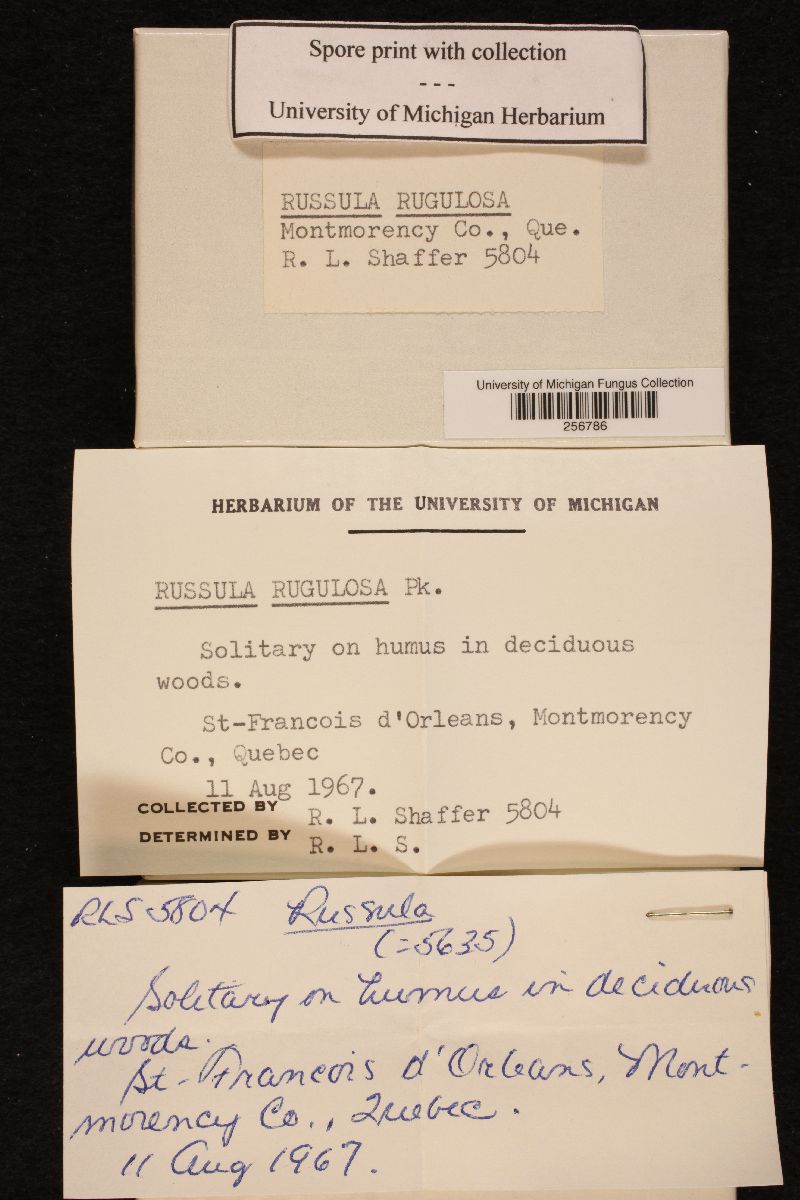 Spore print with collection
- - -
University of Michigan Herbarium
RUSSULA RUGULOSA
Montmorency Co., Que.
R. L. Shaffer 5804
University of Michigan Fungus Collection
256786
HERBARIUM OF THE UNIVERSITY OF MICHIGAN
RUSSULA RUGULOSA Pk.
Solitary on humus in deciduous
woods.
St-Francois d'Orleans, Montmorency
Co., Quebec
11 Aug 1967.
COLLECTED BY R. L. Shaffer 5804
DETERMINED BY R. L. S.
RLS 5804 Russula
(=5635)
Solitary on humus in deciduous
woods.
St-Francois d'Orleans, Mont-
morency Co., Quebec.
11 Aug 1967.